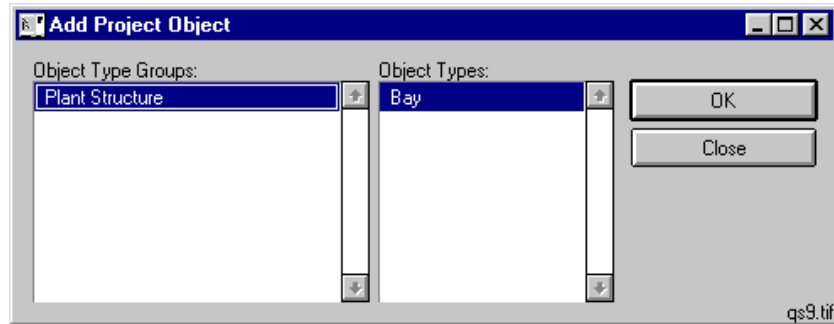 Add Project Object
Object Type Groups:
Object Types:
Plant Structure
Bay
OK
Close
qs9.tif